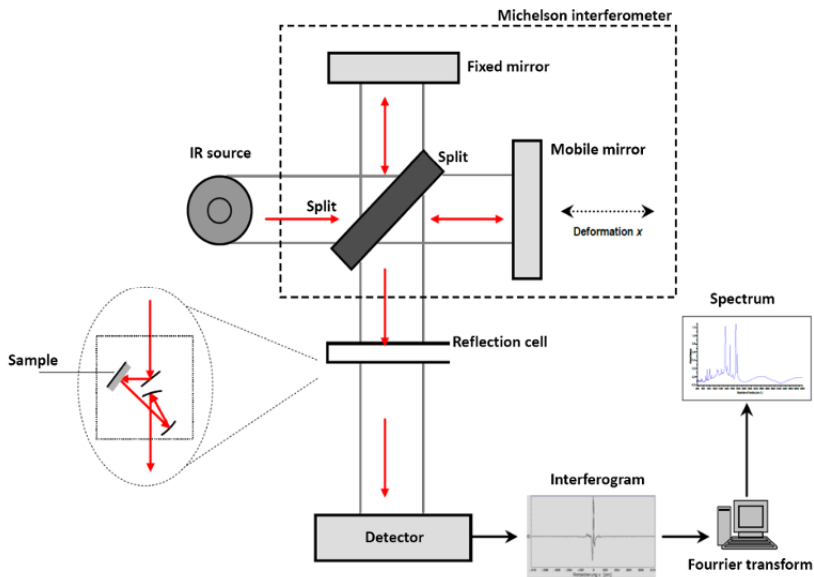 Michelson interferometer
Fixed mirror
IR source
Split
Mobile mirror
Split
Deformation x
Spectrum
Reflection cell
Sample
Interferogram
Detector
Fourrier transform